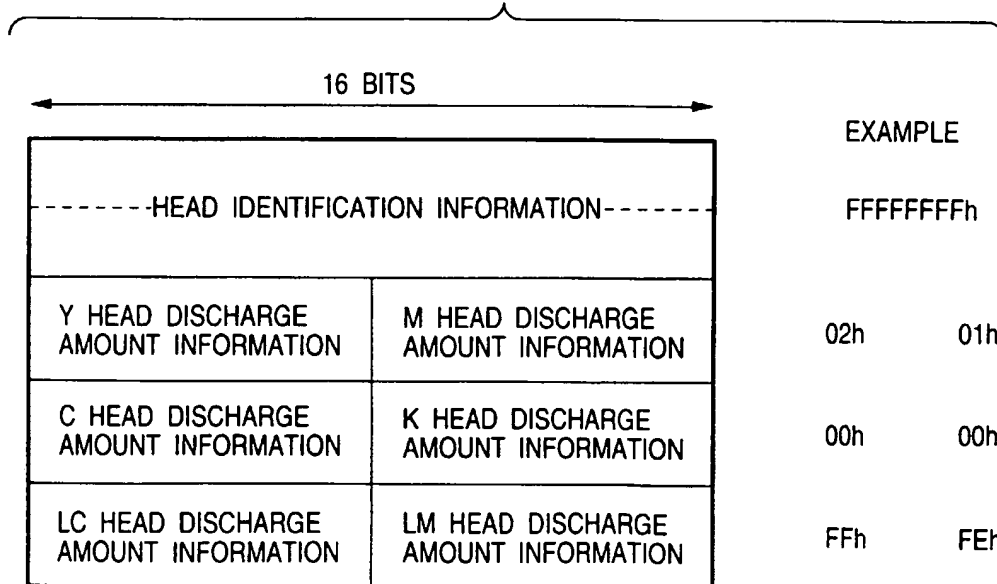 16 BITS
EXAMPLE
HEAD IDENTIFICATION INFORMATION
FFFFFFFFh
Y HEAD DISCHARGE
AMOUNT INFORMATION
M HEAD DISCHARGE
AMOUNT INFORMATION
02h 01h
C HEAD DISCHARGE
AMOUNT INFORMATION
K HEAD DISCHARGE
AMOUNT INFORMATION
00h 00h
LC HEAD DISCHARGE
AMOUNT INFORMATION
LM HEAD DISCHARGE
AMOUNT INFORMATION
FFh FEh